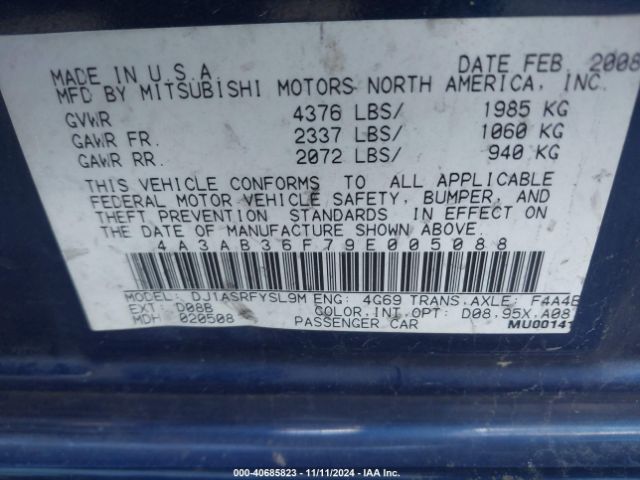 MADE IN U.S.A. DATE FEB 2008
MFD BY MITSUBISHI MOTORS NORTH AMERICA, INC.
GVWR 4376 LBS/ 1985 KG
GAWR FR. 2337 LBS/ 1060 KG
GAWR RR. 2072 LBS/ 940 KG
THIS VEHICLE CONFORMS TO ALL APPLICABLE
FEDERAL MOTOR VEHICLE SAFETY, BUMPER, AND
THEFT PREVENTION STANDARDS IN EFFECT ON
THE DATE OF MANUFACTURE SHOWN ABOVE.
4A3AB36F79E005088
MODEL: DJ1ASRFYSL9M ENG: 4G69 TRANS.AXLE: F4A4B
EXT: D08B COLOR.INT.OPT: D08.95X.A08
MDH 020508 PASSENGER CAR MU00141
000-40685823 - 11/11/2024 - IAA Inc.